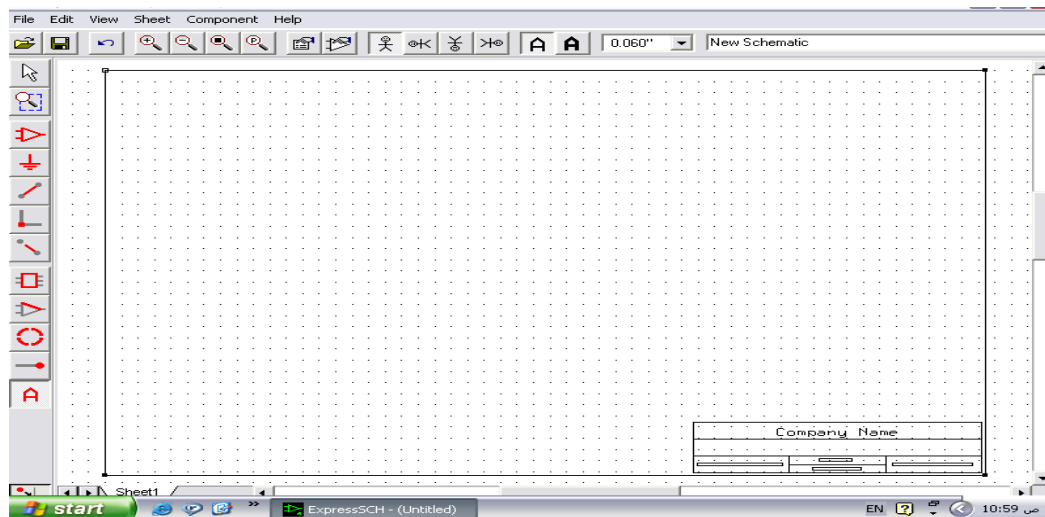 File Edit View Sheet Component Help
A A 0.060" New Schematic
A
Company Name
Sheet1
start ExpressSCH - (Untitled) EN 10:59 ص